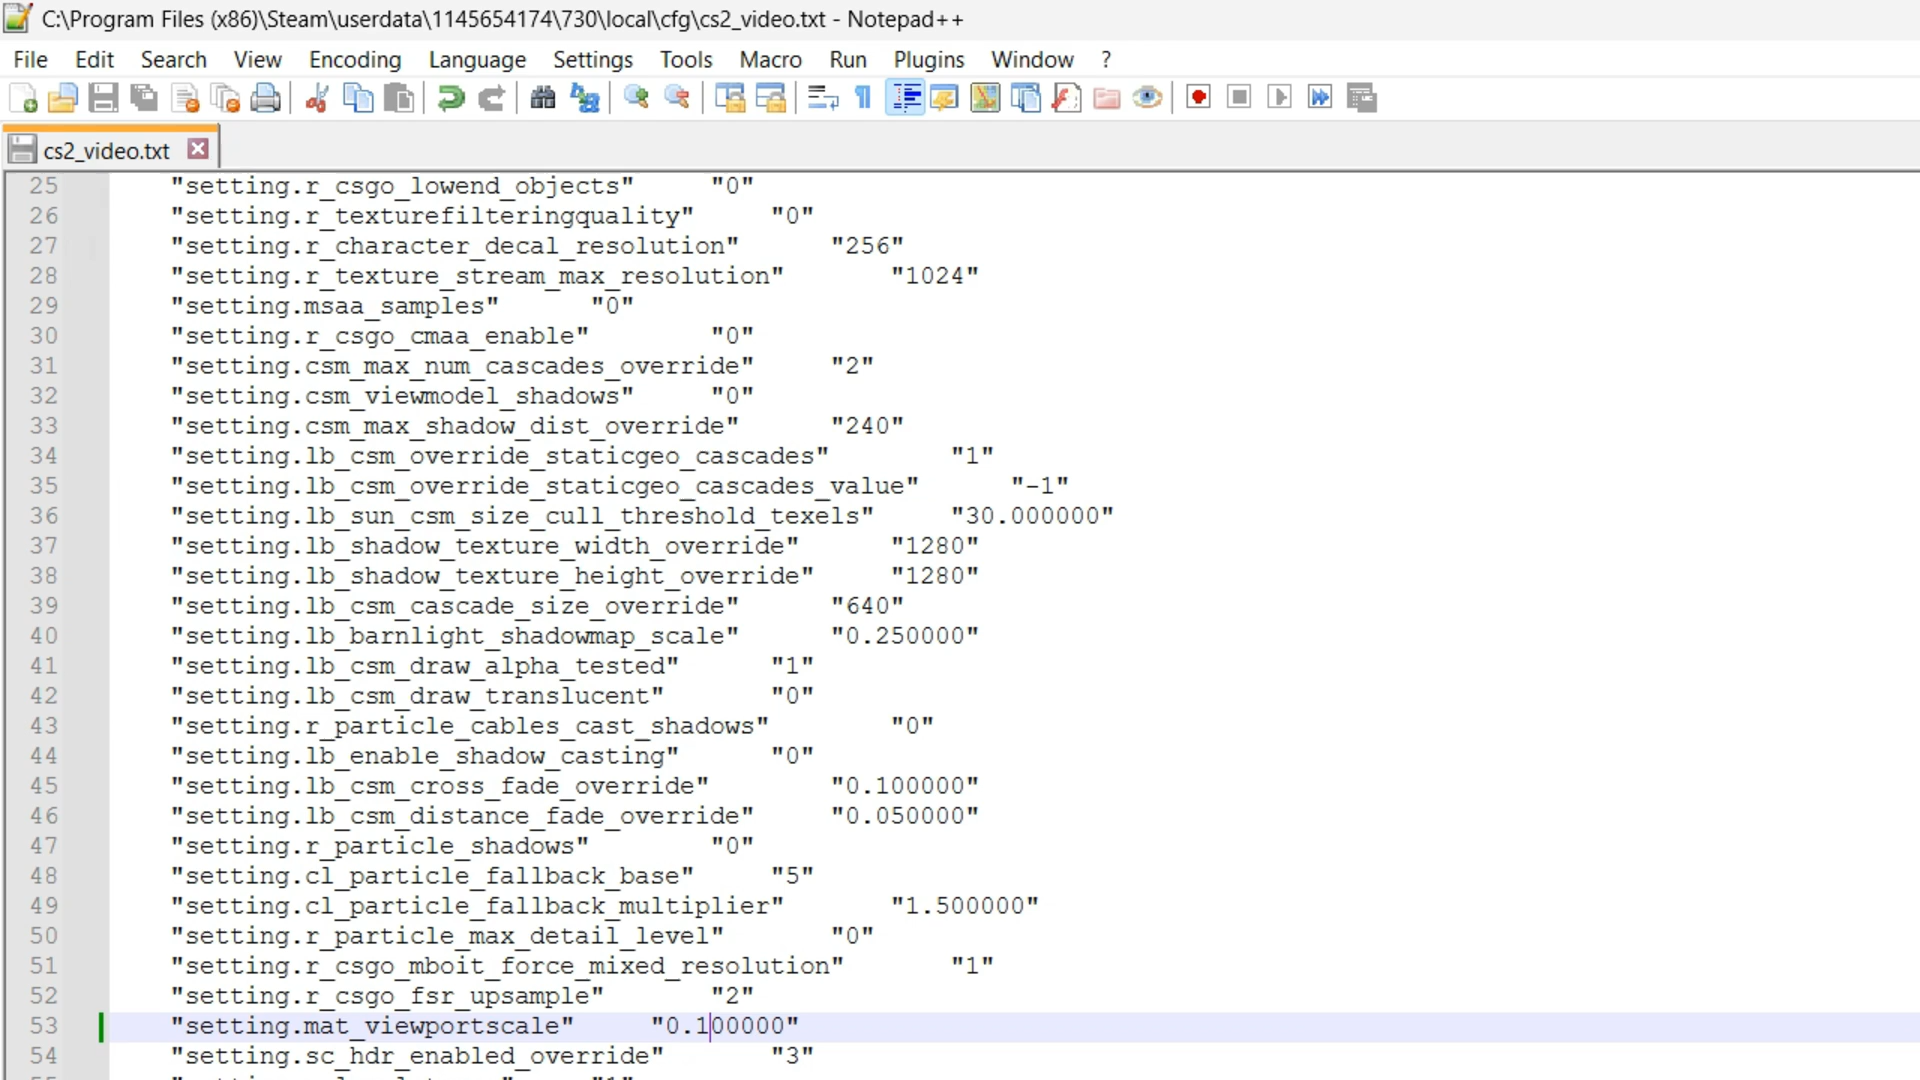 C:\Program Files (x86)\Steam\userdata\1145654174\730\local\cfg\cs2_video.txt - Notepad++
File Edit Search View Encoding Language Settings Tools Macro Run Plugins Window ?
cs2_video.txt
25 "setting.r_csgo_lowend_objects" "0"
26 "setting.r_texturefilteringquality" "0"
27 "setting.r_character_decal_resolution" "256"
28 "setting.r_texture_stream_max_resolution" "1024"
29 "setting.msaa_samples" "0"
30 "setting.r_csgo_cmaa_enable" "0"
31 "setting.csm_max_num_cascades_override" "2"
32 "setting.csm_viewmodel_shadows" "0"
33 "setting.csm_max_shadow_dist_override" "240"
34 "setting.lb_csm_override_staticgeo_cascades" "1"
35 "setting.lb_csm_override_staticgeo_cascades_value" "-1"
36 "setting.lb_sun_csm_size_cull_threshold_texels" "30.000000"
37 "setting.lb_shadow_texture_width_override" "1280"
38 "setting.lb_shadow_texture_height_override" "1280"
39 "setting.lb_csm_cascade_size_override" "640"
40 "setting.lb_barnlight_shadowmap_scale" "0.250000"
41 "setting.lb_csm_draw_alpha_tested" "1"
42 "setting.lb_csm_draw_translucent" "0"
43 "setting.r_particle_cables_cast_shadows" "0"
44 "setting.lb_enable_shadow_casting" "0"
45 "setting.lb_csm_cross_fade_override" "0.100000"
46 "setting.lb_csm_distance_fade_override" "0.050000"
47 "setting.r_particle_shadows" "0"
48 "setting.cl_particle_fallback_base" "5"
49 "setting.cl_particle_fallback_multiplier" "1.500000"
50 "setting.r_particle_max_detail_level" "0"
51 "setting.r_csgo_mboit_force_mixed_resolution" "1"
52 "setting.r_csgo_fsr_upsample" "2"
53 "setting.mat_viewportscale" "0.100000"
54 "setting.sc_hdr_enabled_override" "3"